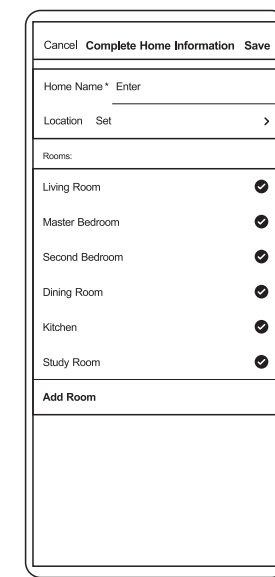 Cancel Complete Home Information Save
Home Name* Enter
Location Set
Rooms:
Living Room
Master Bedroom
Second Bedroom
Dining Room
Kitchen
Study Room
Add Room